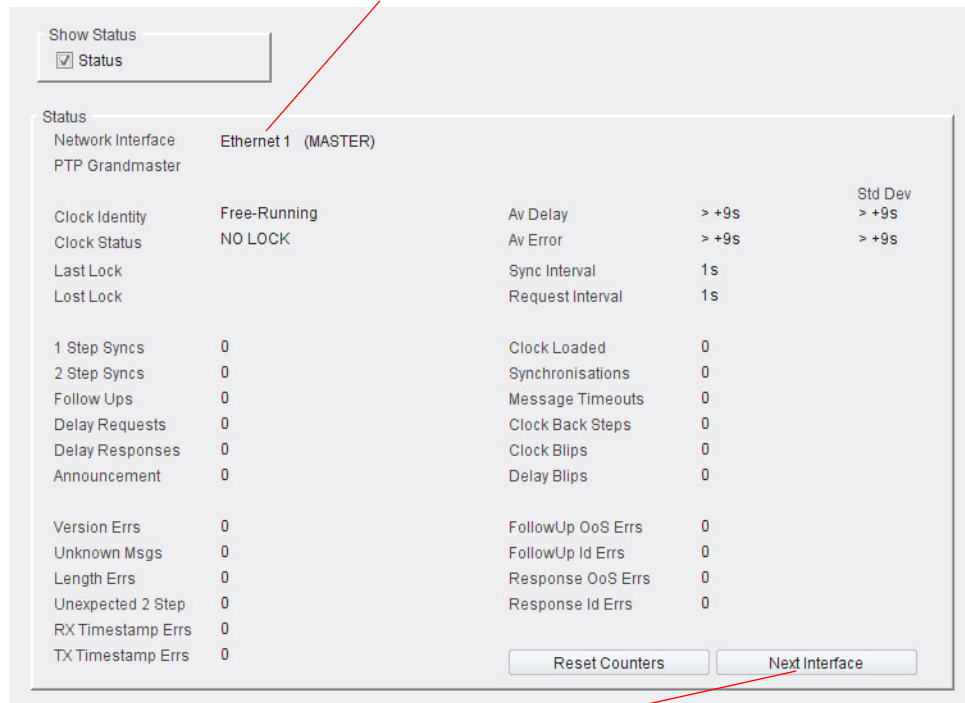 Show Status
Status
Status
Network Interface Ethernet 1 (MASTER)
PTP Grandmaster
Std Dev
Clock Identity Free-Running Av Delay > +9s > +9s
Clock Status NO LOCK Av Error > +9s > +9s
Last Lock Sync Interval 1s
Lost Lock Request Interval 1s
1 Step Syncs 0 Clock Loaded 0
2 Step Syncs 0 Synchronisations 0
Follow Ups 0 Message Timeouts 0
Delay Requests 0 Clock Back Steps 0
Delay Responses 0 Clock Blips 0
Announcement 0 Delay Blips 0
Version Errs 0 FollowUp OoS Errs 0
Unknown Msgs 0 FollowUp Id Errs 0
Length Errs 0 Response OoS Errs 0
Unexpected 2 Step 0 Response Id Errs 0
RX Timestamp Errs 0
TX Timestamp Errs 0 Reset Counters Next Interface